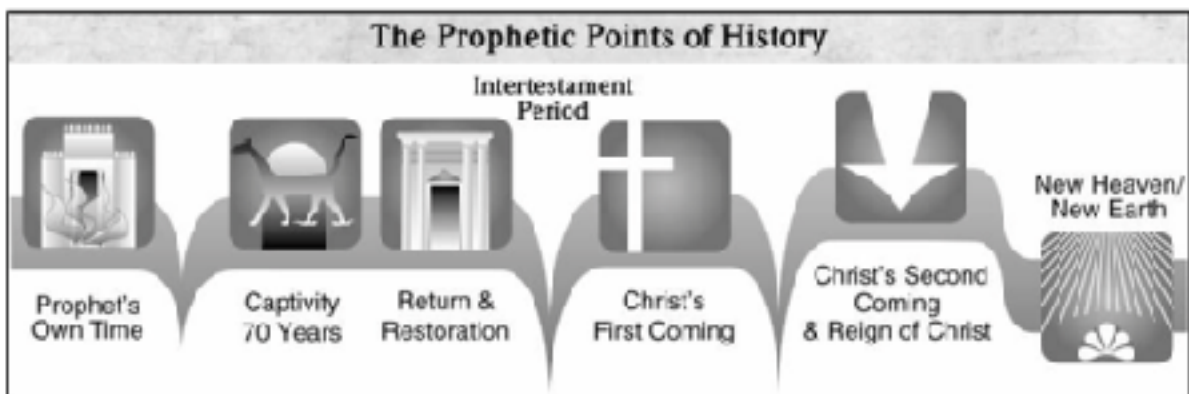 The Prophetic Points of History
Intertestament
Period
Prophet's
Own Time
Captivity
70 Years
Return &
Restoration
Christ's
First Coming
Christ's Second
Coming
& Reign of Christ
New Heaven/
New Earth